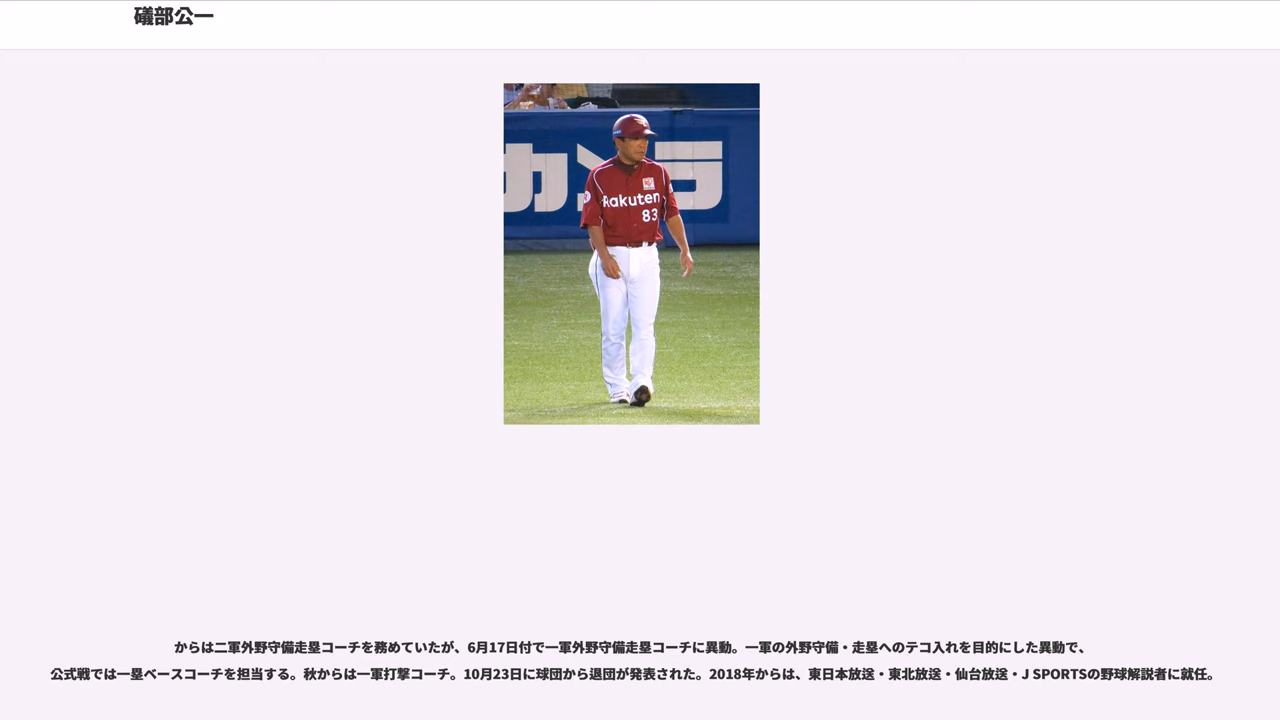 礒部公一
カメラ
Rakuten
83
からは二軍外野守備走塁コーチを務めていたが、6月17日付で一軍外野守備走塁コーチに異動。一軍の外野守備・走塁へのテコ入れを目的にした異動で、
公式戦では一塁ベースコーチを担当する。秋からは一軍打撃コーチ。10月23日に球団から退団が発表された。2018年からは、東日本放送・東北放送・仙台放送・J SPORTSの野球解説者に就任。